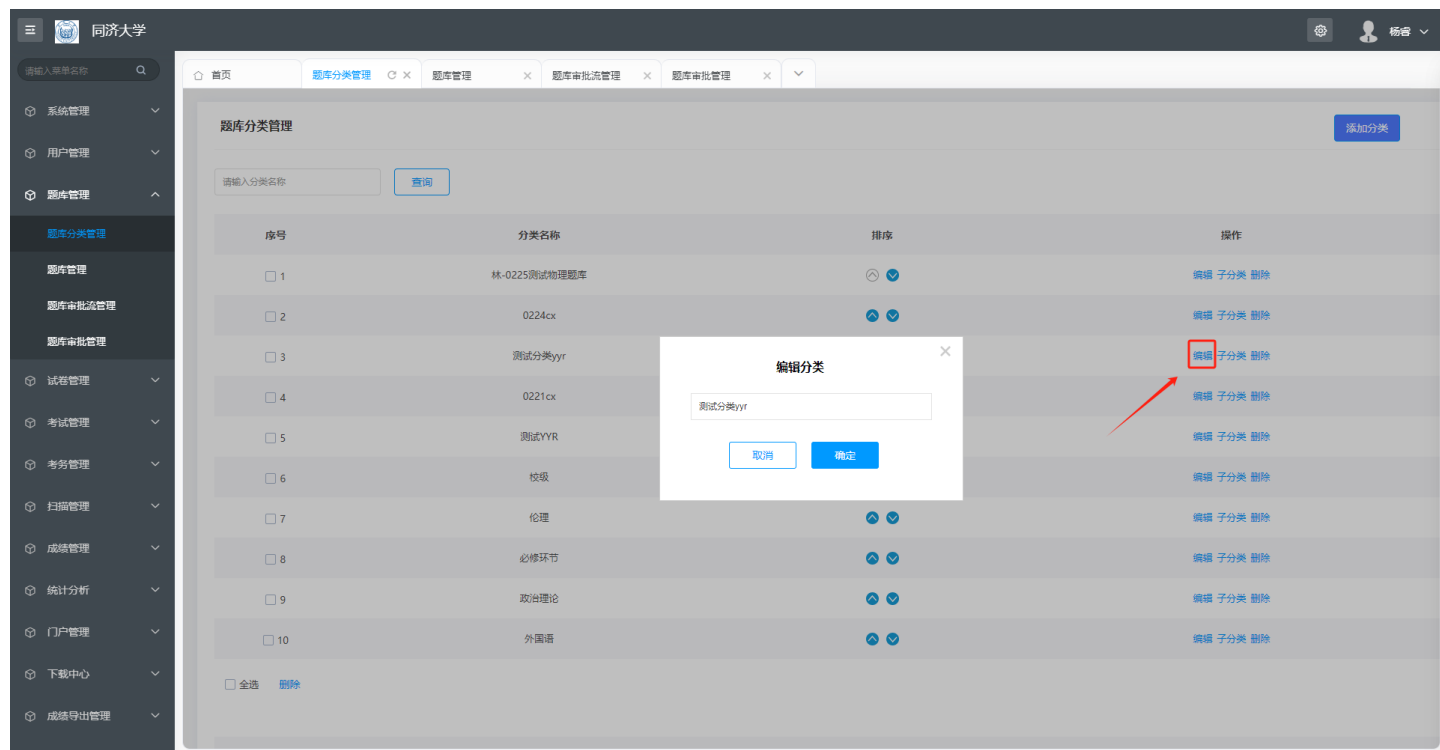 同济大学
杨睿
请输入菜单名称
首页
题库分类管理
题库管理
题库审批流管理
题库审批管理
系统管理
用户管理
题库管理
题库分类管理
题库管理
题库审批流管理
题库审批管理
试卷管理
考试管理
考务管理
扫描管理
成绩管理
统计分析
门户管理
下载中心
成绩导出管理
题库分类管理
添加分类
请输入分类名称 查询
序号 分类名称 排序 操作
1 林-0225测试物理题库 编辑 子分类 删除
2 0224cx 编辑 子分类 删除
3 测试分类yyr 编辑 子分类 删除
4 0221cx 编辑 子分类 删除
5 测试YYR 编辑 子分类 删除
6 校级 编辑 子分类 删除
7 伦理 编辑 子分类 删除
8 必修环节 编辑 子分类 删除
9 政治理论 编辑 子分类 删除
10 外国语 编辑 子分类 删除
全选 删除
编辑分类
测试分类yyr
取消 确定